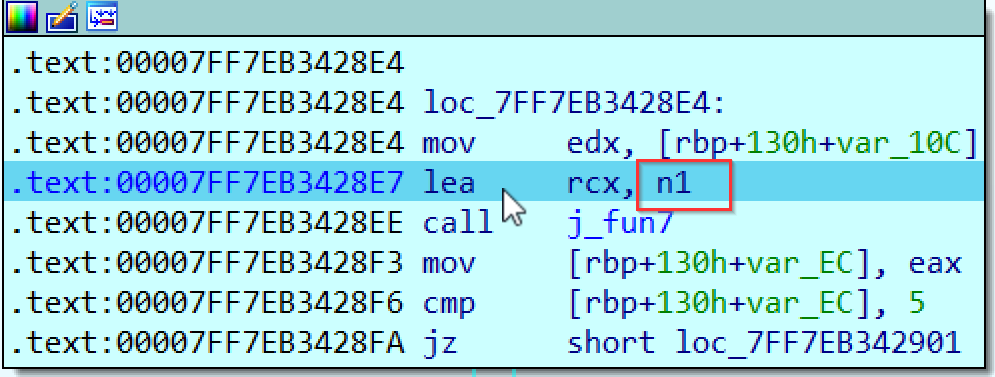 .text:00007FF7EB3428E4
.text:00007FF7EB3428E4 loc_7FF7EB3428E4:
.text:00007FF7EB3428E4 mov     edx, [rbp+130h+var_10C]
.text:00007FF7EB3428E7 lea     rcx, n1
.text:00007FF7EB3428EE call    j_fun7
.text:00007FF7EB3428F3 mov     [rbp+130h+var_EC], eax
.text:00007FF7EB3428F6 cmp     [rbp+130h+var_EC], 5
.text:00007FF7EB3428FA jz      short loc_7FF7EB342901